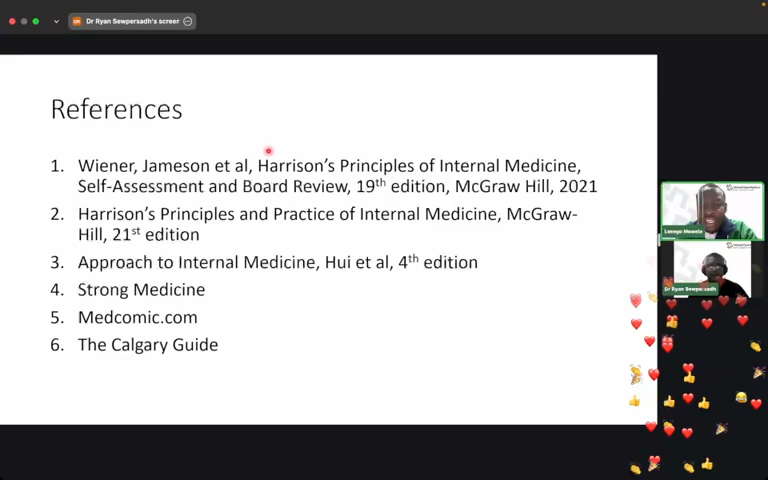 Dr Ryan Sewpersadh's screen
References
1. Wiener, Jameson et al, Harrison's Principles of Internal Medicine,
Self-Assessment and Board Review, 19th edition, McGraw Hill, 2021
2. Harrison's Principles and Practice of Internal Medicine, McGraw-
Hill, 21st edition
3. Approach to Internal Medicine, Hui et al, 4th edition
4. Strong Medicine
5. Medcomic.com
6. The Calgary Guide
Dr Ryan Sewpersadh